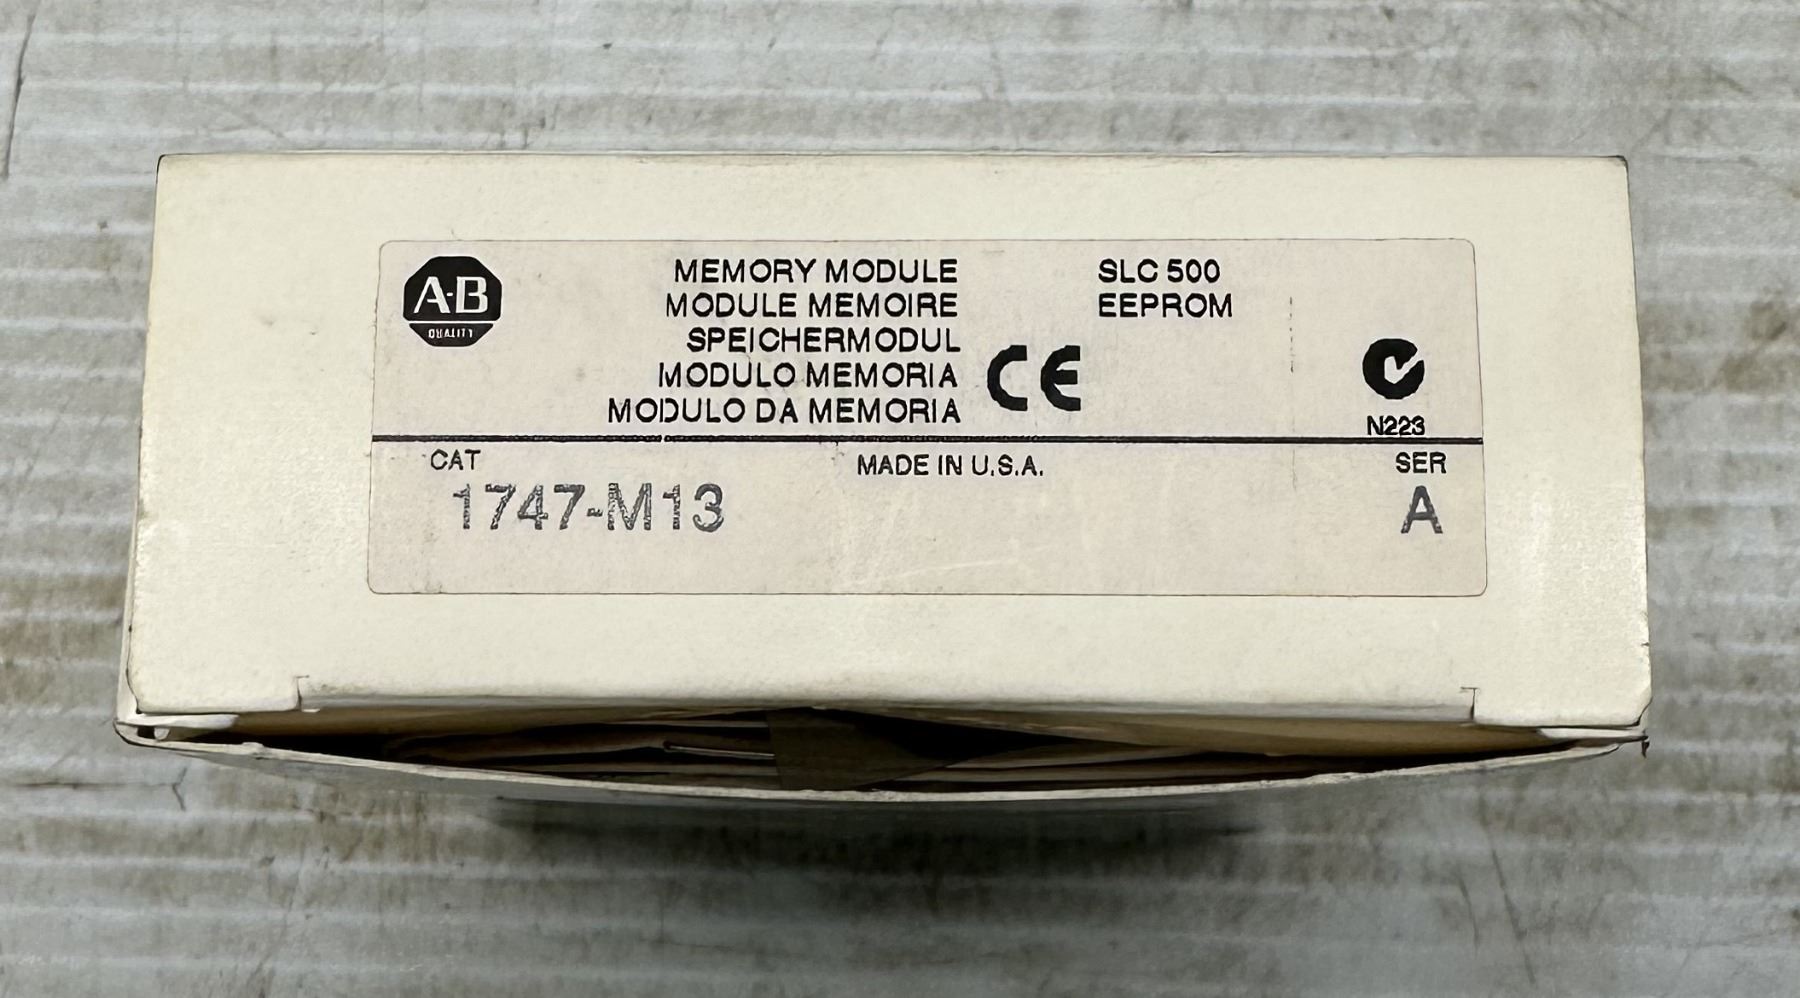 A-B
QUALITY
MEMORY MODULE
MODULE MEMOIRE
SPEICHERMODUL
MODULO MEMORIA
MODULO DA MEMORIA
CE
SLC 500
EEPROM
N223
CAT
1747-M13
MADE IN U.S.A.
SER
A